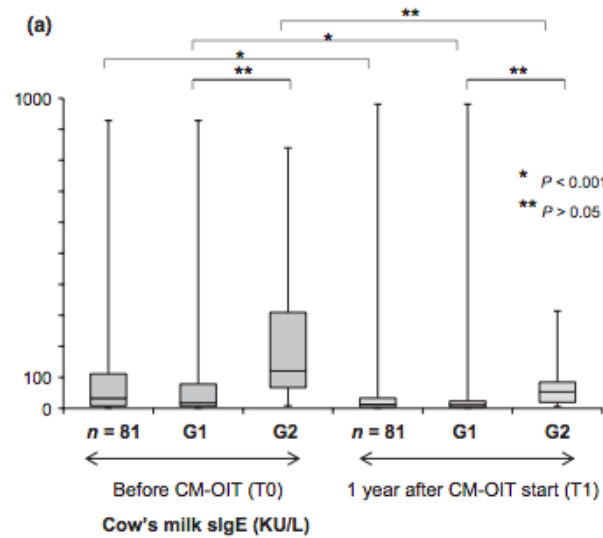 (a)
**
*
*
**
**
1000
* P < 0.001
** P > 0.05
100
0
n = 81 G1 G2 n = 81 G1 G2
Before CM-OIT (T0) 1 year after CM-OIT start (T1)
Cow's milk sIgE (KU/L)